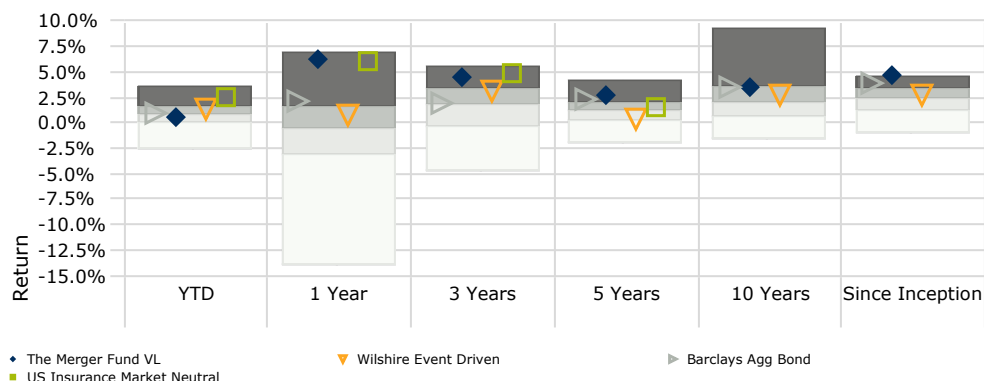 10.0%
7.5%
5.0%
2.5%
0.0%
-2.5%
-5.0%
-7.5%
-10.0%
-12.5%
-15.0%
Return
YTD
1 Year
3 Years
5 Years
10 Years
Since Inception
The Merger Fund VL
Wilshire Event Driven
Barclays Agg Bond
US Insurance Market Neutral